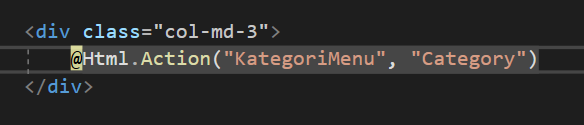 <div class="col-md-3">
@Html.Action("KategoriMenu", "Category")
</div>